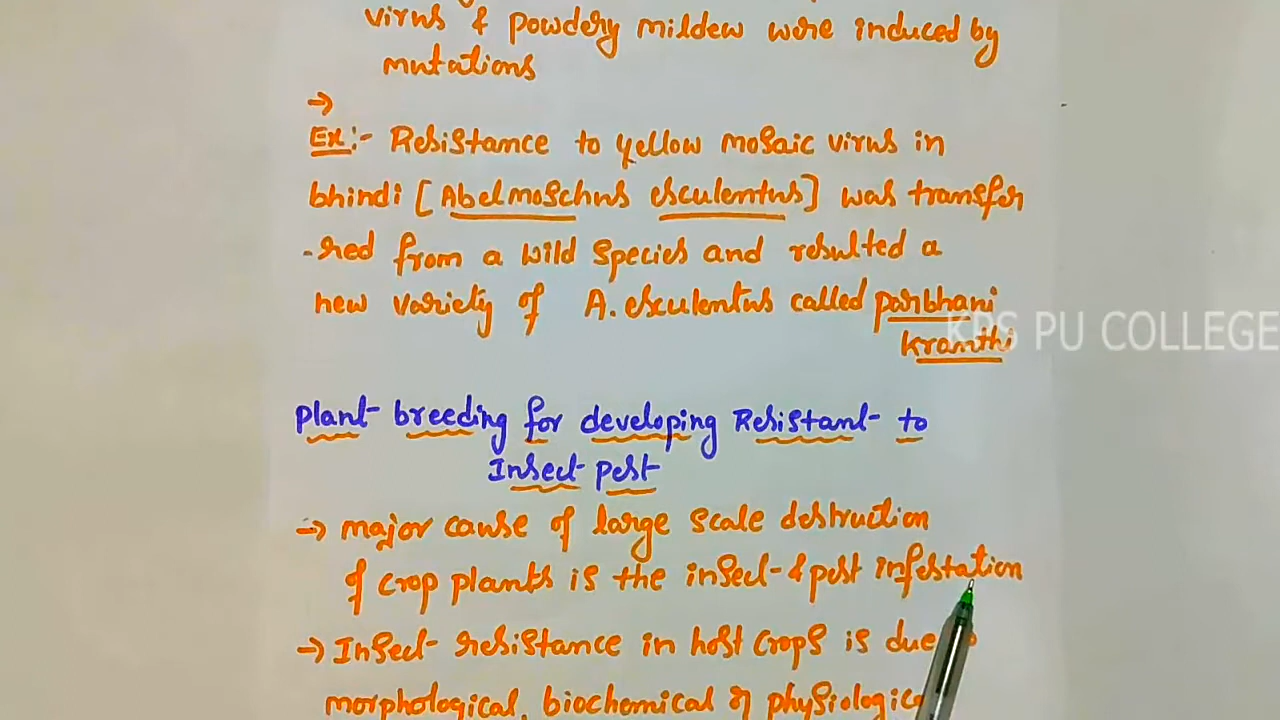 virus & powdery mildew were induced by
mutations
→
Ex:- Resistance to yellow mosaic virus in
bhindi [Abelmoschus esculentus] was transfer
-red from a wild species and resulted a
new variety of A. esculentus called parbhani
kranthi
KPS PU COLLEGE
Plant breeding for developing Resistant to
Insect pest
→ major cause of large scale destruction
of crop plants is the insect & pest infestation
→ Insect resistance in host crops is due
morphological, biochemical or physiologic